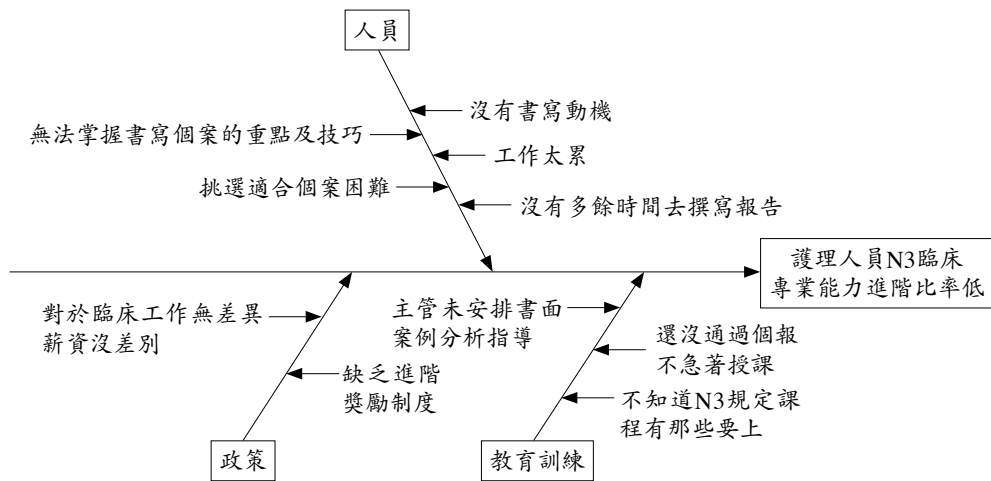 人員
沒有書寫動機
無法掌握書寫個案的重點及技巧
工作太累
挑選適合個案困難
沒有多餘時間去撰寫報告
護理人員N3臨床
專業能力進階比率低
對於臨床工作無差異
薪資沒差別
缺乏進階
獎勵制度
主管未安排書面
案例分析指導
還沒通過個報
不急著授課
不知道N3規定課
程有那些要上
政策
教育訓練